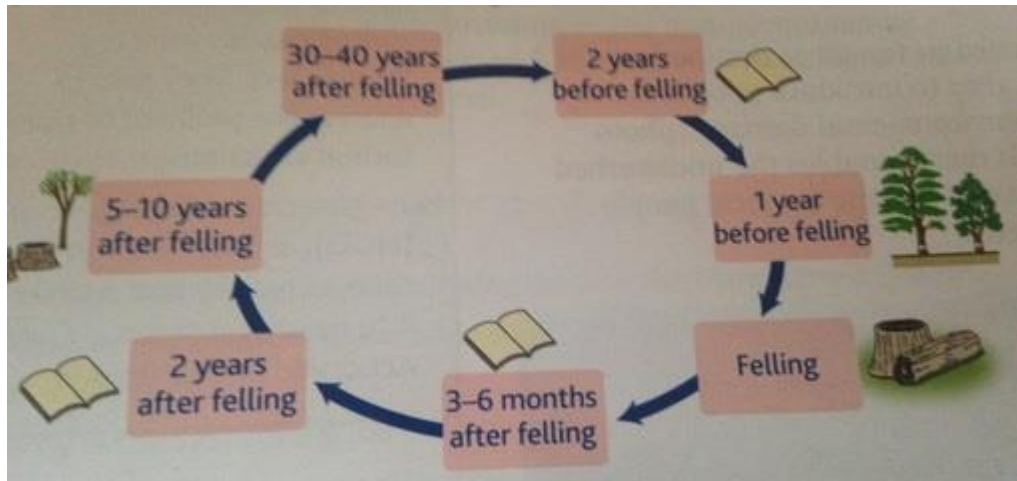 30–40 years
after felling
2 years
before felling
1 year
before felling
Felling
3–6 months
after felling
2 years
after felling
5–10 years
after felling